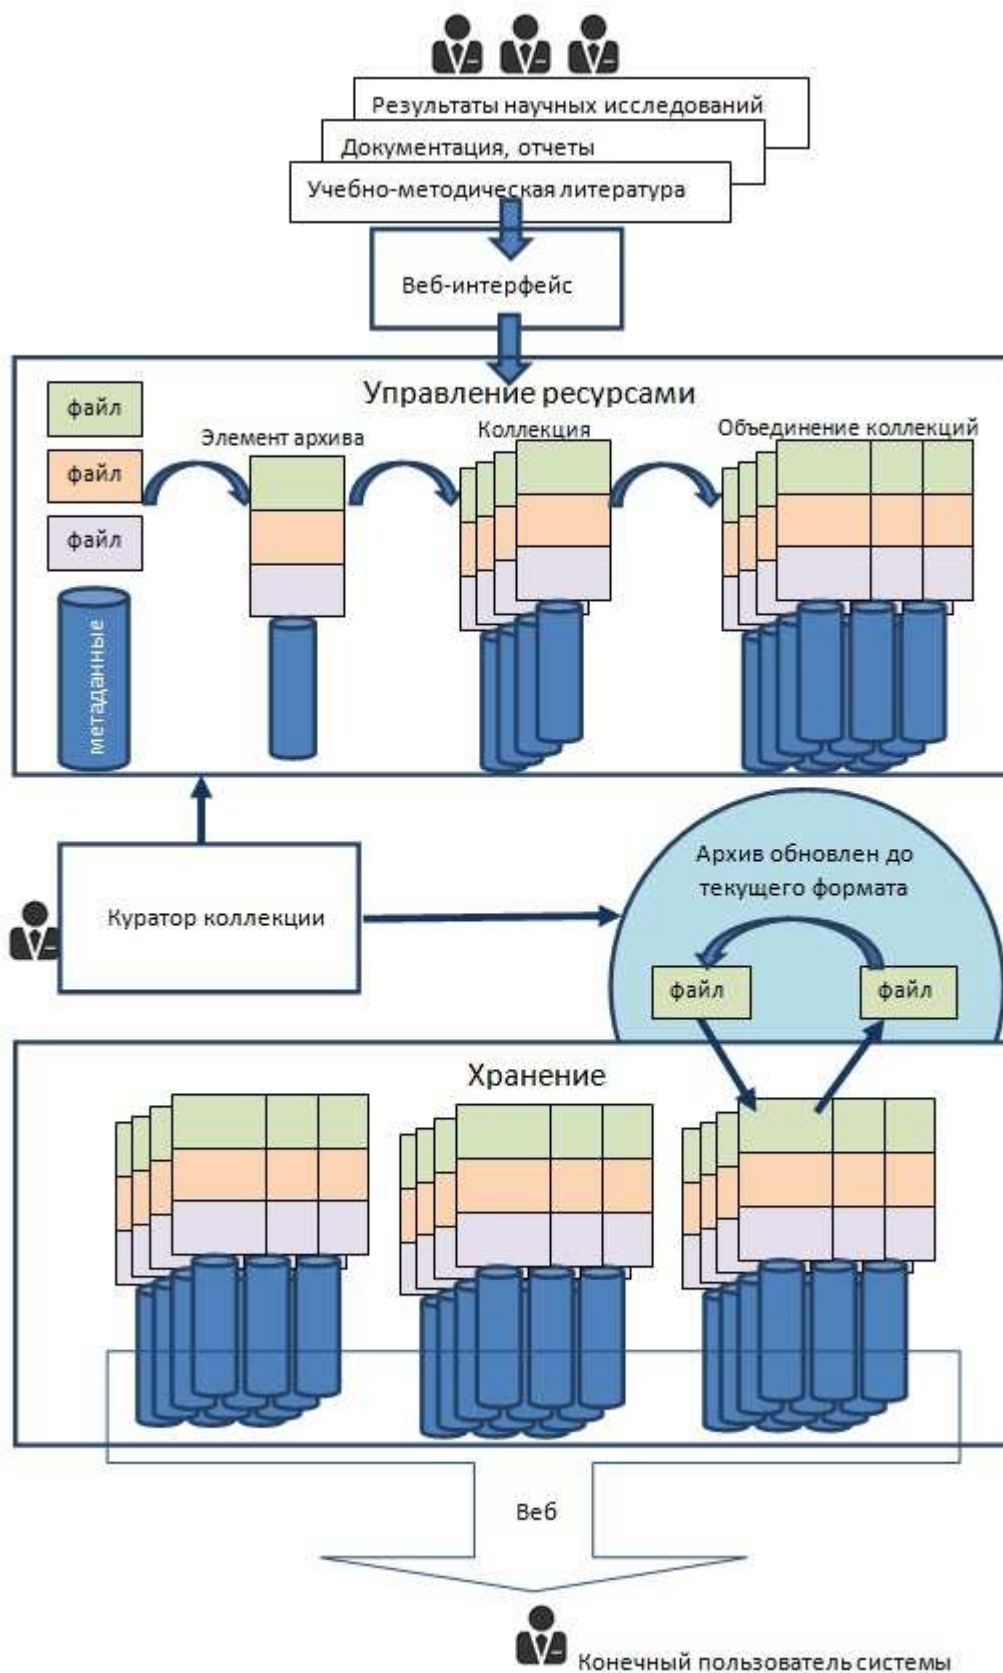 Результаты научных исследований
Документация, отчеты
Учебно-методическая литература
Веб-интерфейс
Управление ресурсами
файл
файл
файл
метаданные
Элемент архива
Коллекция
Объединение коллекций
Куратор коллекции
Архив обновлен до
текущего формата
файл
файл
Хранение
Веб
Конечный пользователь системы